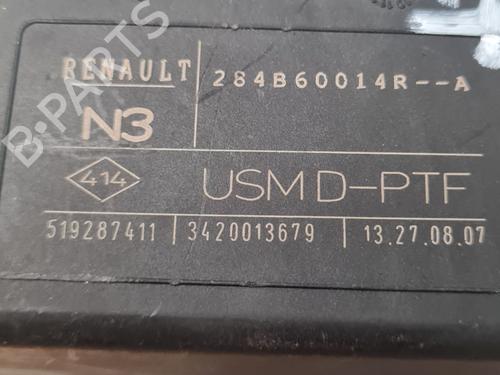 RENAULT 284B60014R--A
N3
414 USM D-PTF
519287411 3420013679 13.27.08.07
B-PARTS